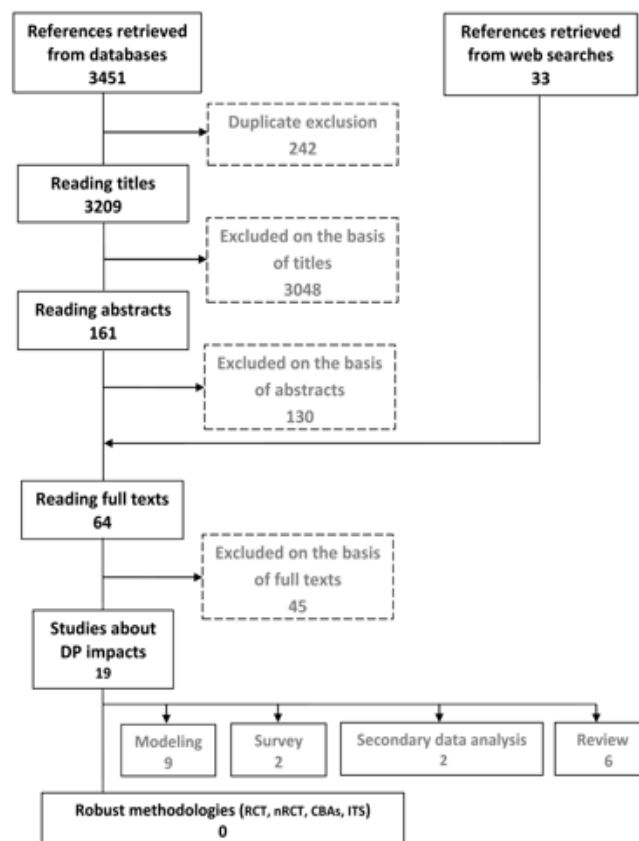 References retrieved
from databases
3451
References retrieved
from web searches
33
Duplicate exclusion
242
Reading titles
3209
Excluded on the basis
of titles
3048
Reading abstracts
161
Excluded on the basis
of abstracts
130
Reading full texts
64
Excluded on the basis
of full texts
45
Studies about
DP impacts
19
Modeling
9
Survey
2
Secondary data analysis
2
Review
6
Robust methodologies (RCT, nRCT, CBAs, ITS)
0